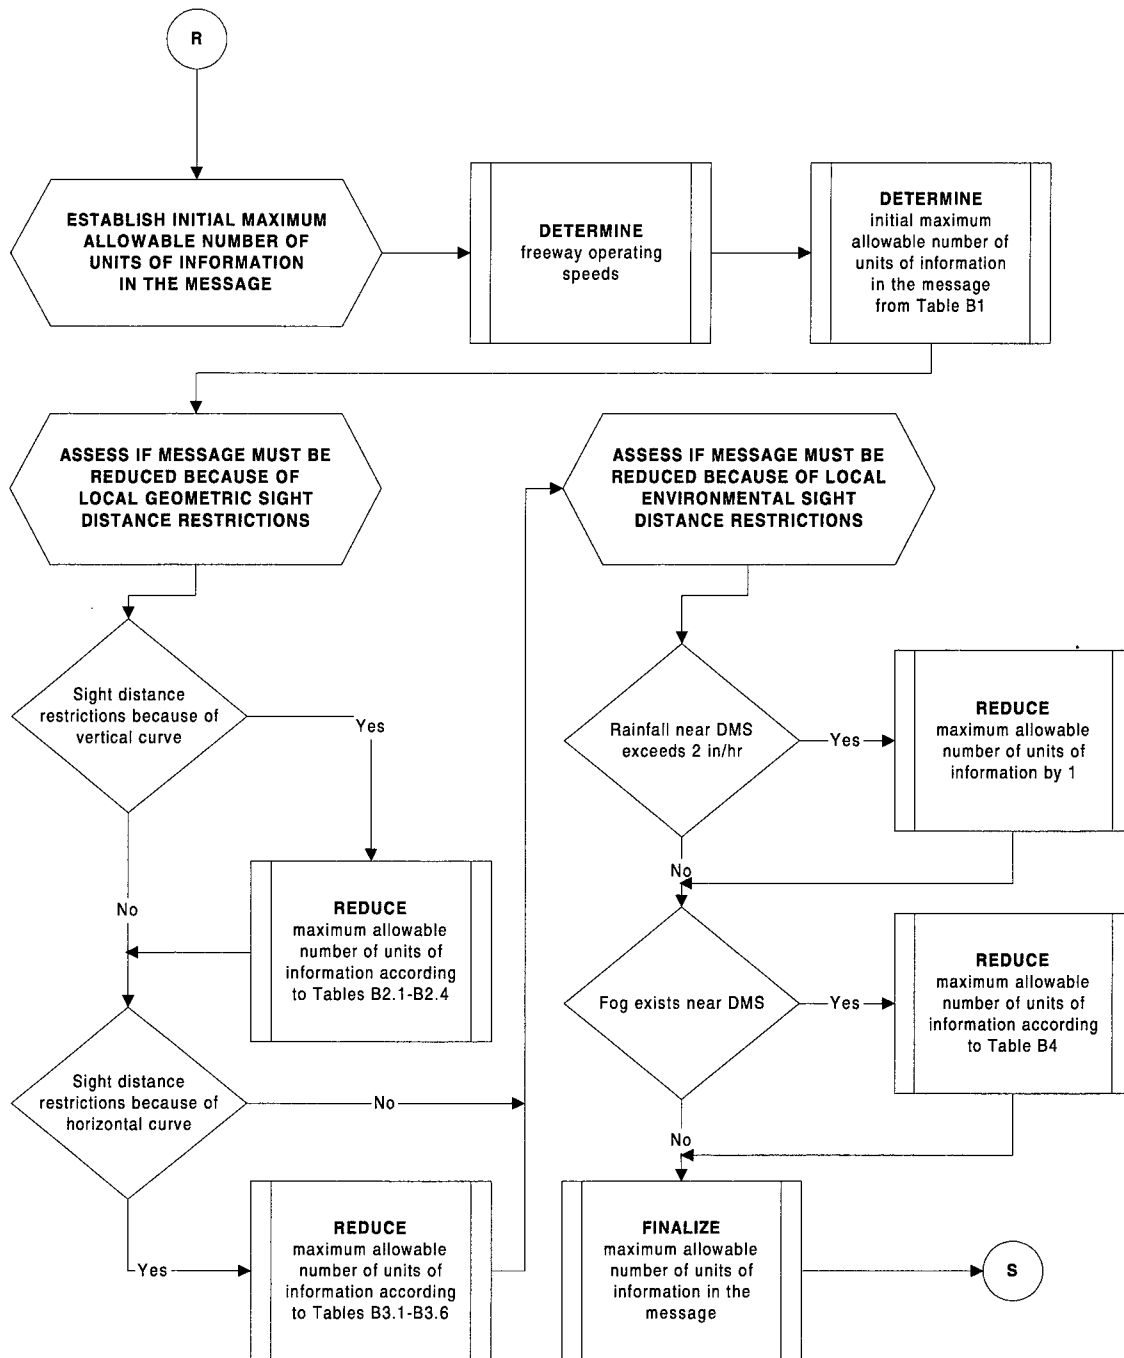 R
ESTABLISH INITIAL MAXIMUM
ALLOWABLE NUMBER OF
UNITS OF INFORMATION
IN THE MESSAGE
DETERMINE
freeway operating
speeds
DETERMINE
initial maximum
allowable number of
units of information
in the message
from Table B1
ASSESS IF MESSAGE MUST BE
REDUCED BECAUSE OF
LOCAL GEOMETRIC SIGHT
DISTANCE RESTRICTIONS
Sight distance
restrictions because of
vertical curve
Yes
No
REDUCE
maximum allowable
number of units of
information according
to Tables B2.1-B2.4
Sight distance
restrictions because of
horizontal curve
No
Yes
REDUCE
maximum allowable
number of units of
information according
to Tables B3.1-B3.6
ASSESS IF MESSAGE MUST BE
REDUCED BECAUSE OF LOCAL
ENVIRONMENTAL SIGHT
DISTANCE RESTRICTIONS
Rainfall near DMS
exceeds 2 in/hr
Yes
REDUCE
maximum allowable
number of units of
information by 1
No
Fog exists near DMS
Yes
REDUCE
maximum allowable
number of units of
information according
to Table B4
No
FINALIZE
maximum allowable
number of units of
information in the
message
S